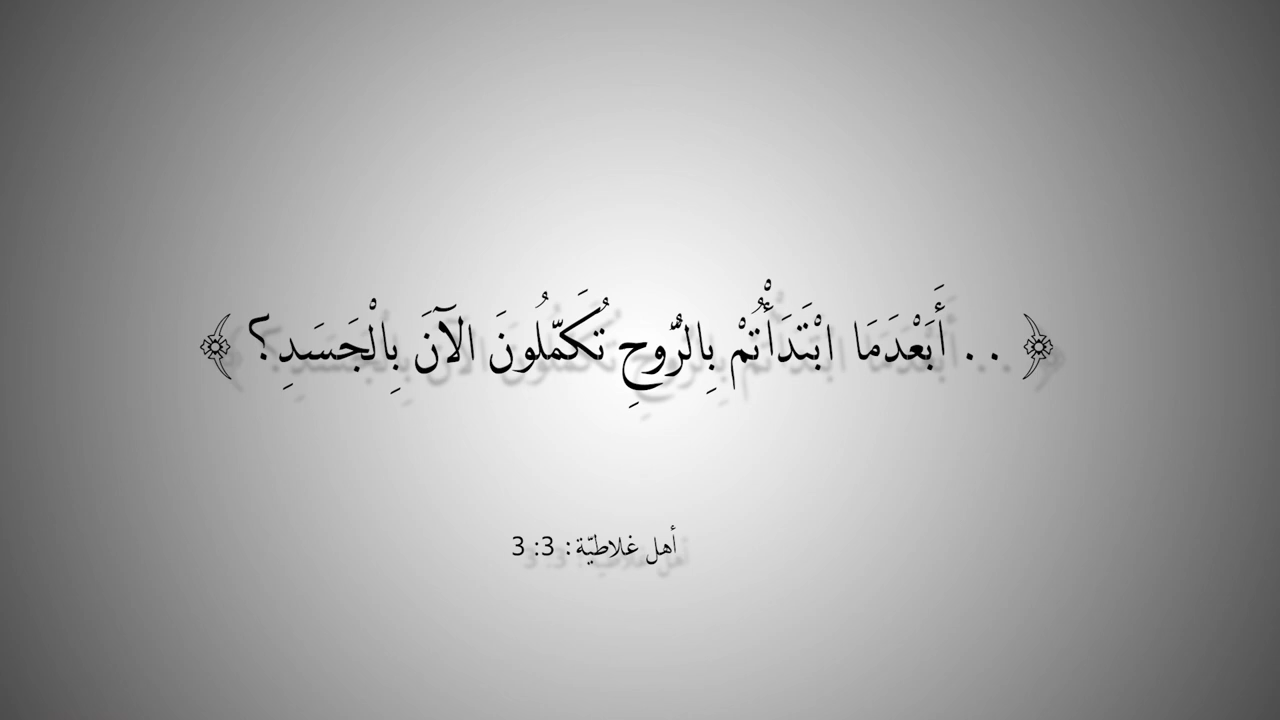 ﴿ . . أَبَعْدَمَا ابْتَدَأْتُمْ بِالرُّوحِ تُكَمَّلُونَ الآنَ بِالْجَسَدِ؟ ﴾
أهل غلاطيّة: 3: 3